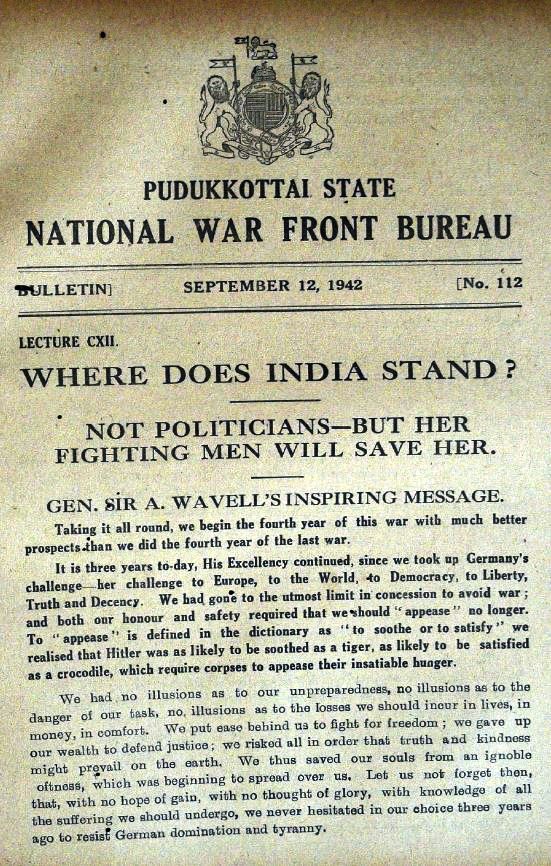 PUDUKKOTTAI STATE
NATIONAL WAR FRONT BUREAU
BULLETIN] SEPTEMBER 12, 1942 [No. 112
LECTURE CXII.
WHERE DOES INDIA STAND?
NOT POLITICIANS—BUT HER
FIGHTING MEN WILL SAVE HER.
GEN. SIR A. WAVELL'S INSPIRING MESSAGE.
Taking it all round, we begin the fourth year of this war with much better
prospects than we did the fourth year of the last war.
It is three years to-day, His Excellency continued, since we took up Germany's
challenge—her challenge to Europe, to the World, to Democracy, to Liberty,
Truth and Decency. We had gone to the utmost limit in concession to avoid war;
and both our honour and safety required that we should "appease" no longer.
To "appease" is defined in the dictionary as "to soothe or to satisfy" we
realised that Hitler was as likely to be soothed as a tiger, as likely to be satisfied
as a crocodile, which require corpses to appease their insatiable hunger.
We had no illusions as to our unpreparedness, no illusions as to the
danger of our task, no illusions as to the losses we should incur in lives, in
money, in comfort. We put ease behind us to fight for freedom; we gave up
our wealth to defend justice; we risked all in order that truth and kindness
might prevail on the earth. We thus saved our souls from an ignoble
oftness, which was beginning to spread over us. Let us not forget then,
that, with no hope of gain, with no thought of glory, with knowledge of all
the suffering we should undergo, we never hesitated in our choice three years
ago to resist German domination and tyranny.